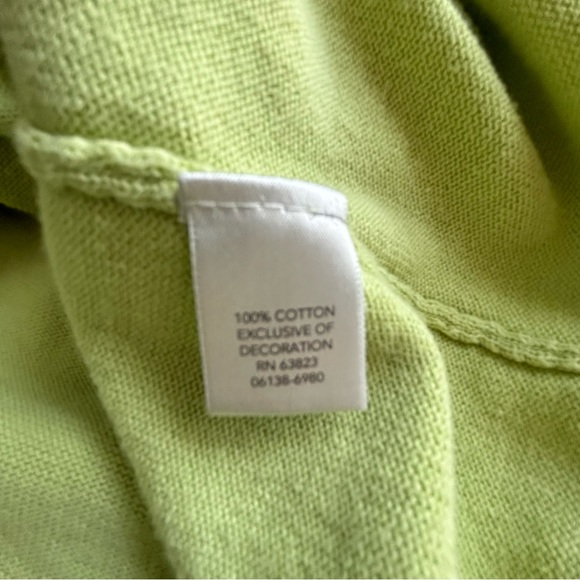 100% COTTON
EXCLUSIVE OF
DECORATION
RN 63823
06138-6980